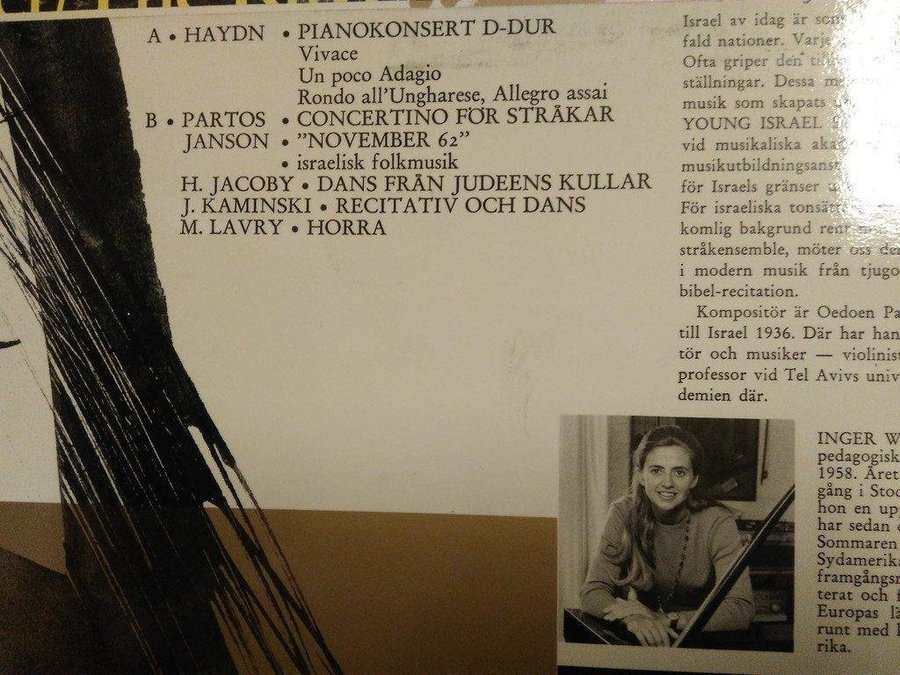 A • HAYDN • PIANOKONSERT D-DUR
Vivace
Un poco Adagio
Rondo all'Ungharese, Allegro assai
B • PARTOS • CONCERTINO FÖR STRÅKAR
JANSON • ”NOVEMBER 62”
• israelisk folkmusik
H. JACOBY • DANS FRÅN JUDEENS KULLAR
J. KAMINSKI • RECITATIV OCH DANS
M. LAVRY • HORRA
Israel av idag är
fald nationer.
Ofta griper den
ställningar. Dessa
musik som skapats
YOUNG ISRAEL
vid musikaliska
musikutbildningsanst
för Israels gränser
För israeliska
komlig bakgrund rent
stråkensemble, möter oss
i modern musik från tjugo
bibel-recitation.
Kompositör är Oedoen Pa
till Israel 1936. Där har han
tör och musiker — violinist
professor vid Tel Avivs univ
demien där.
INGER W
pedagogisk
1958. Året
gång i Stoc
hon en upp
har sedan
Sommaren
Sydamerika
framgångsr
terat och f
Europas lä
runt med
rika.